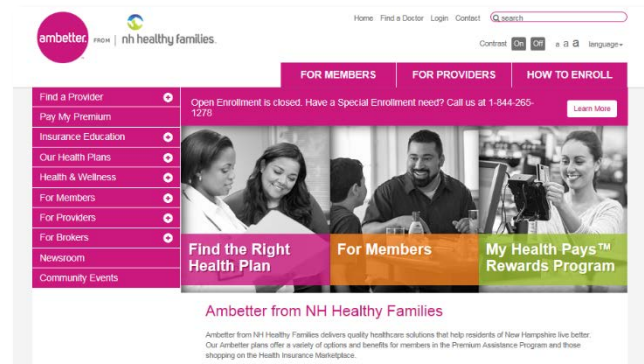 Home Find a Doctor Login Contact search
ambetter. FROM | nh healthy families.
Contrast On Off a a a language
FOR MEMBERS FOR PROVIDERS HOW TO ENROLL
Find a Provider
Pay My Premium
Insurance Education
Our Health Plans
Health & Wellness
For Members
For Providers
For Brokers
Newsroom
Community Events
Open Enrollment is closed. Have a Special Enrollment need? Call us at 1-844-265-
1278
Learn More
Find the Right
Health Plan
For Members
My Health Pays™
Rewards Program
Ambetter from NH Healthy Families
Ambetter from NH Healthy Families delivers quality healthcare solutions that help residents of New Hampshire live better.
Our Ambetter plans offer a variety of options and benefits for members in the Premium Assistance Program and those
shopping on the Health Insurance Marketplace.